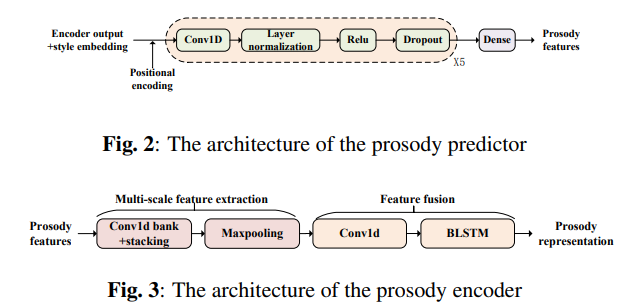 Encoder output
+style embedding
Conv1D
Layer
normalization
Relu
Dropout
Dense
Prosody
features
Positional
encoding
X5
Fig. 2: The architecture of the prosody predictor
Multi-scale feature extraction
Feature fusion
Prosody
features
Conv1d bank
+stacking
Maxpooling
Conv1d
BLSTM
Prosody
representation
Fig. 3: The architecture of the prosody encoder